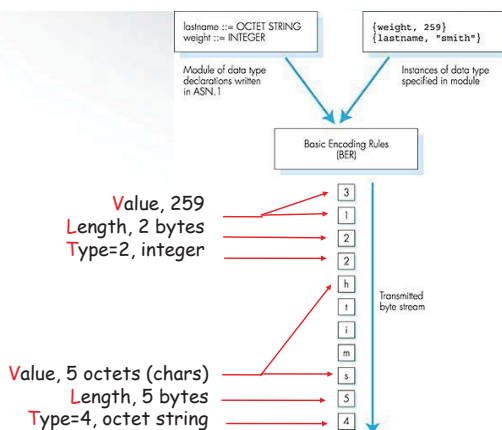 lastname ::= OCTET STRING
weight ::= INTEGER
{weight, 259}
{lastname, "smith"}
Module of data type
declarations written
in ASN.1
Instances of data type
specified in module
Basic Encoding Rules
(BER)
3
1
2
2
h
t
i
m
s
5
4
Value, 259
Length, 2 bytes
Type=2, integer
Transmitted
byte stream
Value, 5 octets (chars)
Length, 5 bytes
Type=4, octet string